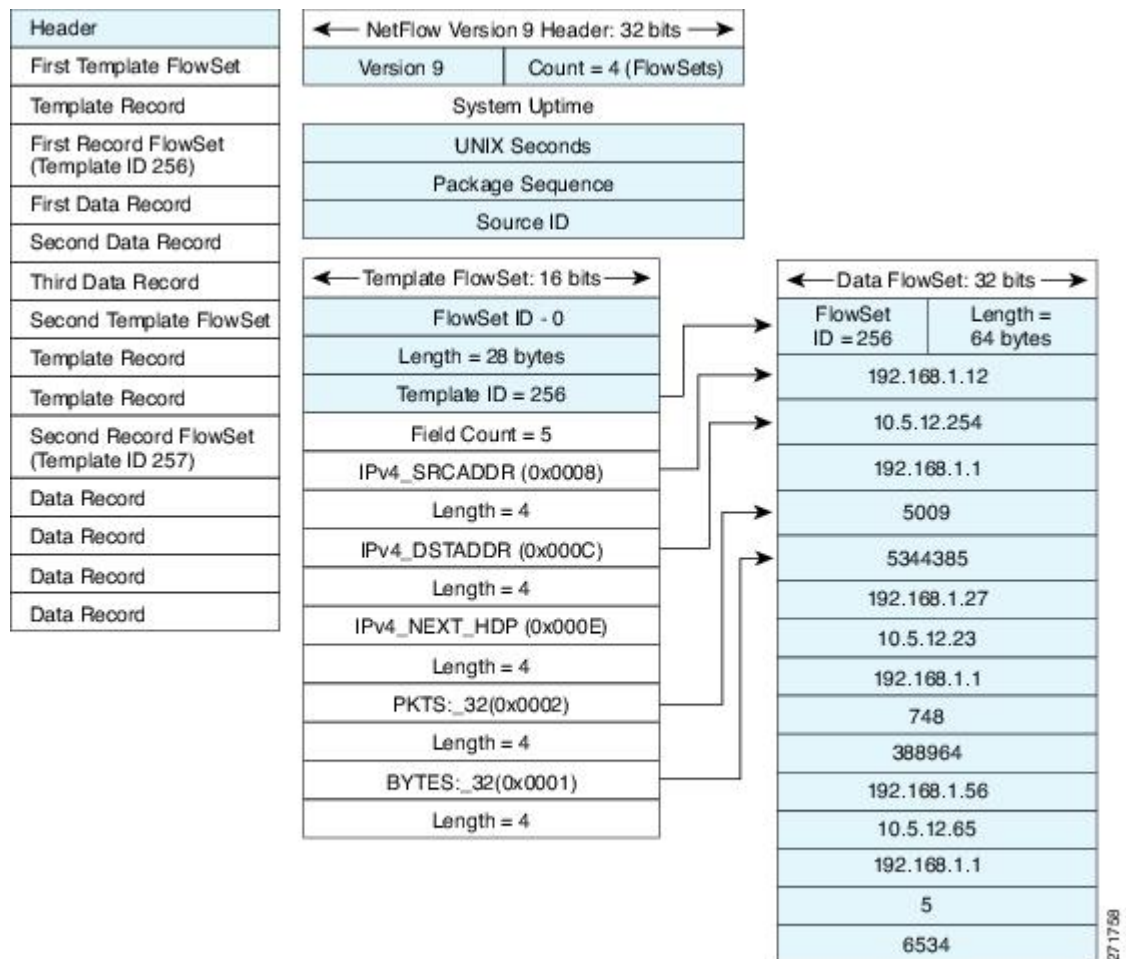 Header
First Template FlowSet
Template Record
First Record FlowSet
(Template ID 256)
First Data Record
Second Data Record
Third Data Record
Second Template FlowSet
Template Record
Template Record
Second Record FlowSet
(Template ID 257)
Data Record
Data Record
Data Record
Data Record
NetFlow Version 9 Header: 32 bits
Version 9
Count = 4 (FlowSets)
System Uptime
UNIX Seconds
Package Sequence
Source ID
Template FlowSet: 16 bits
FlowSet ID - 0
Length = 28 bytes
Template ID = 256
Field Count = 5
IPv4_SRCADDR (0x0008)
Length = 4
IPv4_DSTADDR (0x000C)
Length = 4
IPv4_NEXT_HDP (0x000E)
Length = 4
PKTS:_32(0x0002)
Length = 4
BYTES:_32(0x0001)
Length = 4
Data FlowSet: 32 bits
FlowSet
ID = 256
Length =
64 bytes
192.168.1.12
10.5.12.254
192.168.1.1
5009
5344385
192.168.1.27
10.5.12.23
192.168.1.1
748
388964
192.168.1.56
10.5.12.65
192.168.1.1
5
6534
271758